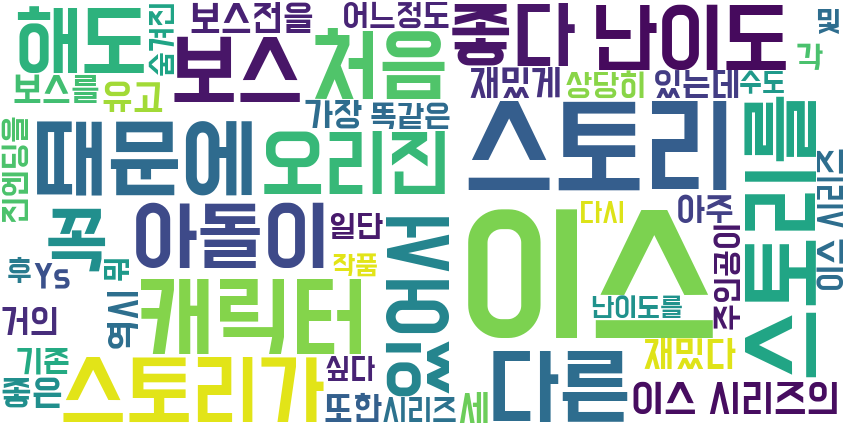 해도
숨겨진
보스전을
어느정도
좋다
난이도
및
보스를
유고
보스
처음
재밌게
상당히
있는데
수도
각
가장
똑같은
진엔딩을
때문에
오리진
스토리
스토리를
이스 시리즈
꼭
아돌이
일단
있어서
이스
다시
아주
주인공이
후
Ys
뭐
작품
캐릭터
난이도를
거의
역시
기존
좋은
스토리가
싶다
또한
시리즈
세
다른
재밌다
이스 시리즈의